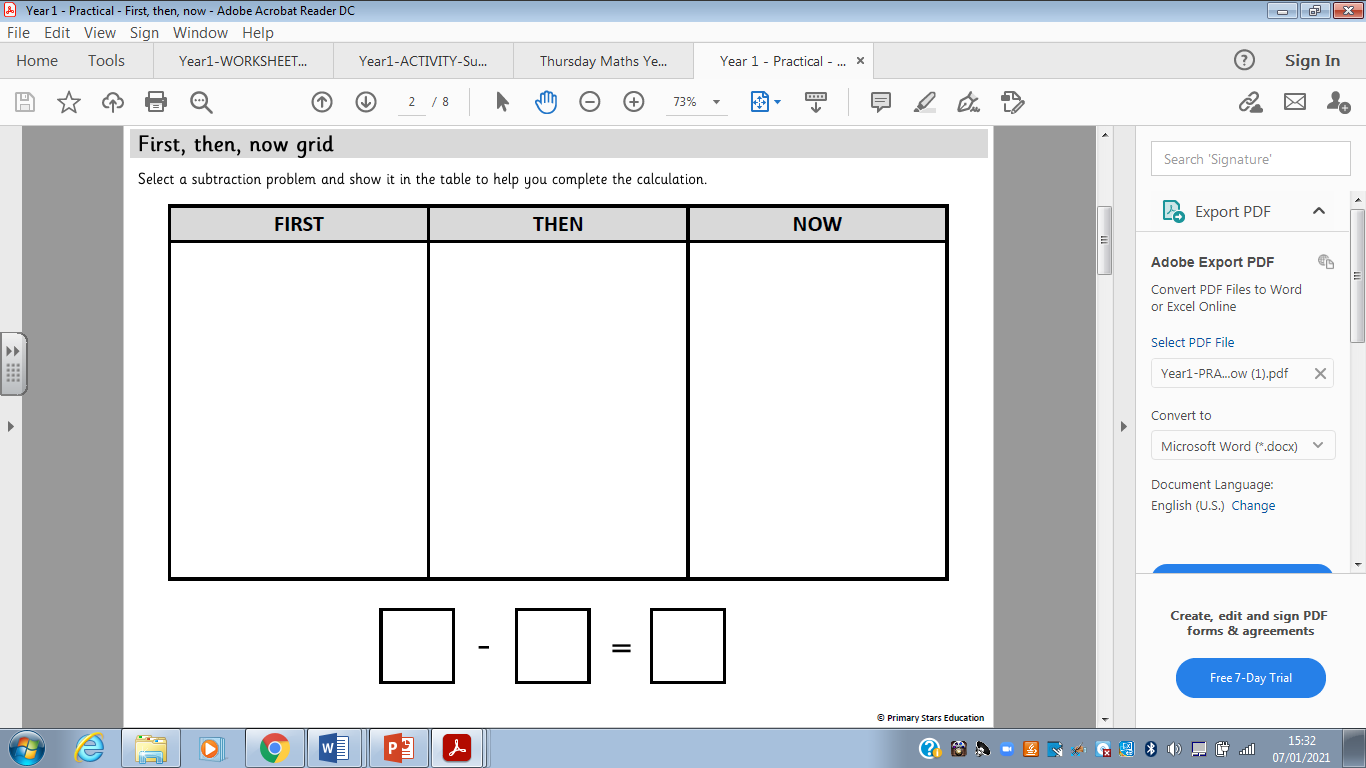 Year 1 - Practical - First, then, now - Adobe Acrobat Reader DC
File Edit View Sign Window Help
Home Tools Year1-WORKSHEET... Year1-ACTIVITY-Su... Thursday Maths Ye... Year 1 - Practical - ... Sign In
2 / 8 73%
First, then, now grid
Select a subtraction problem and show it in the table to help you complete the calculation.
FIRST THEN NOW
- =
© Primary Stars Education
Search 'Signature'
Export PDF
Adobe Export PDF
Convert PDF Files to Word
or Excel Online
Select PDF File
Year1-PRA...ow (1).pdf
Convert to
Microsoft Word (*.docx)
Document Language:
English (U.S.) Change
Create, edit and sign PDF
forms & agreements
Free 7-Day Trial
15:32
07/01/2021